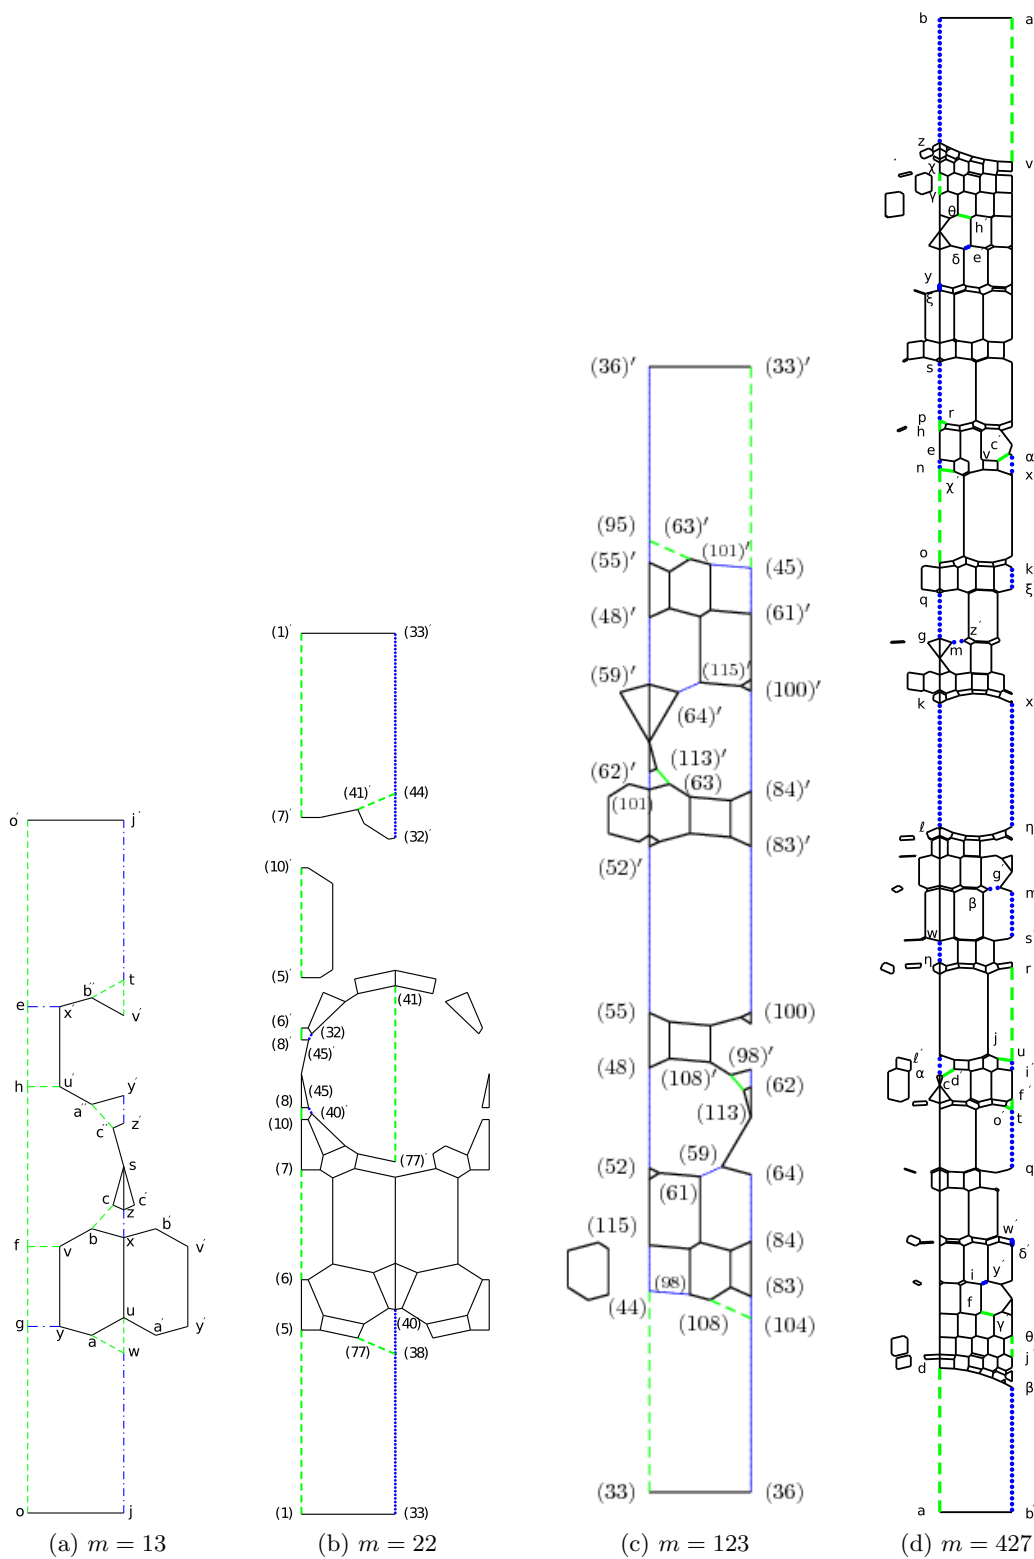 o′
j′
e
x′
b′′
t
v′
h
u′
a′′
y′
c′′
z′
s
c
c′
z
b′
f
v
b
x
v′
g
y
a
u
a′
y′
w
o
j
(a) m = 13
(1)′
(33)′
(41)′
(44)
(7)′
(32)′
(10)′
(5)′
(41)
(6)′
(32)
(8)′
(45)′
(45)
(8)
(40)′
(10)
(7)
(77)′
(6)
(40)
(5)
(77)
(38)
(1)
(33)
(b) m = 22
(36)′
(33)′
(95)
(63)′
(101)′
(55)′
(45)
(48)′
(61)′
(59)′
(115)′
(100)′
(64)′
(113)′
(62)′
(63)
(101)
(84)′
(83)′
(52)′
(55)
(100)
(98)′
(48)
(108)′
(62)
(113)
(59)
(52)
(64)
(61)
(115)
(84)
(98)
(83)
(44)
(108)
(104)
(33)
(36)
(c) m = 123
b
a
z
v
χ
γ
θ
h′
δ
e′
y
ξ
s
p
r
h
c′
e
v
α
n
x
χ′
o
k
ξ
q
g
z′
m
k
x
ℓ
η
g′
m
β
w
s′
η
r
j
u
ℓ′
i′
α
c
d′
f′
o′
t
q
w′
δ′
y′
i
f
γ
θ
j
d
β
a
b
(d) m = 427